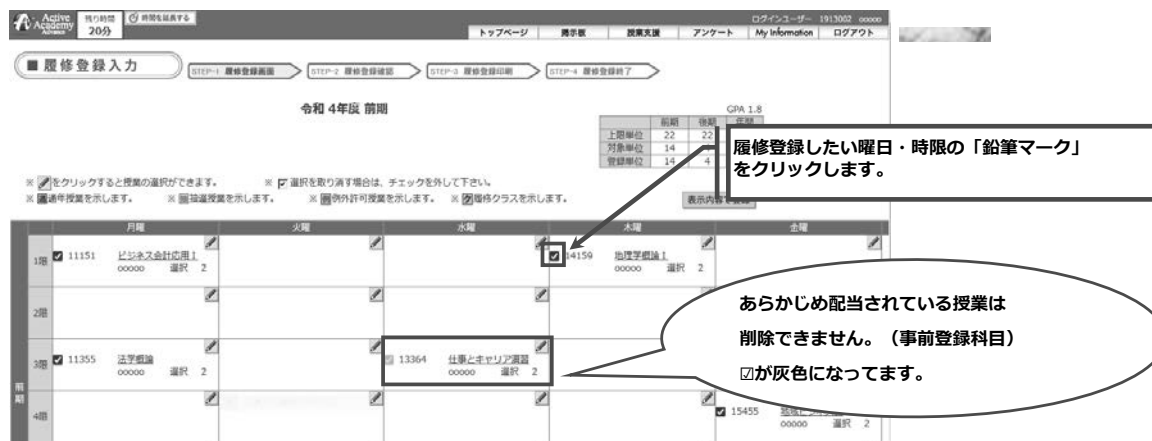 Active Academy Advance
残り時間
20分
時間を延長する
ログインユーザー 1913002 ooooo
トップページ 掲示板 授業支援 アンケート My Information ログアウト
■ 履修登録入力
STEP-1 履修登録画面
STEP-2 履修登録確認
STEP-3 履修登録印刷
STEP-4 履修登録終了
令和 4年度 前期
GPA 1.8
前期 後期 年間
上限単位 22 22
対象単位 14
登録単位 14 4
履修登録したい曜日・時限の「鉛筆マーク」
をクリックします。
※ をクリックすると授業の選択ができます。 ※ 選択を取り消す場合は、チェックを外して下さい。
※ 通年授業を示します。 ※ 抽選授業を示します。 ※ 例外許可授業を示します。 ※ 履修クラスを示します。
月曜 火曜 水曜 木曜 金曜
前期
1限
11151 ビジネス会計応用Ⅰ
ooooo 選択 2
14159 地理学概論Ⅰ
ooooo 選択 2
2限
あらかじめ配当されている授業は
削除できません。（事前登録科目）
☑が灰色になってます。
3限
11355 法学概論
ooooo 選択 2
13364 仕事とキャリア演習
ooooo 選択 2
4限
15455
ooooo 選択 2